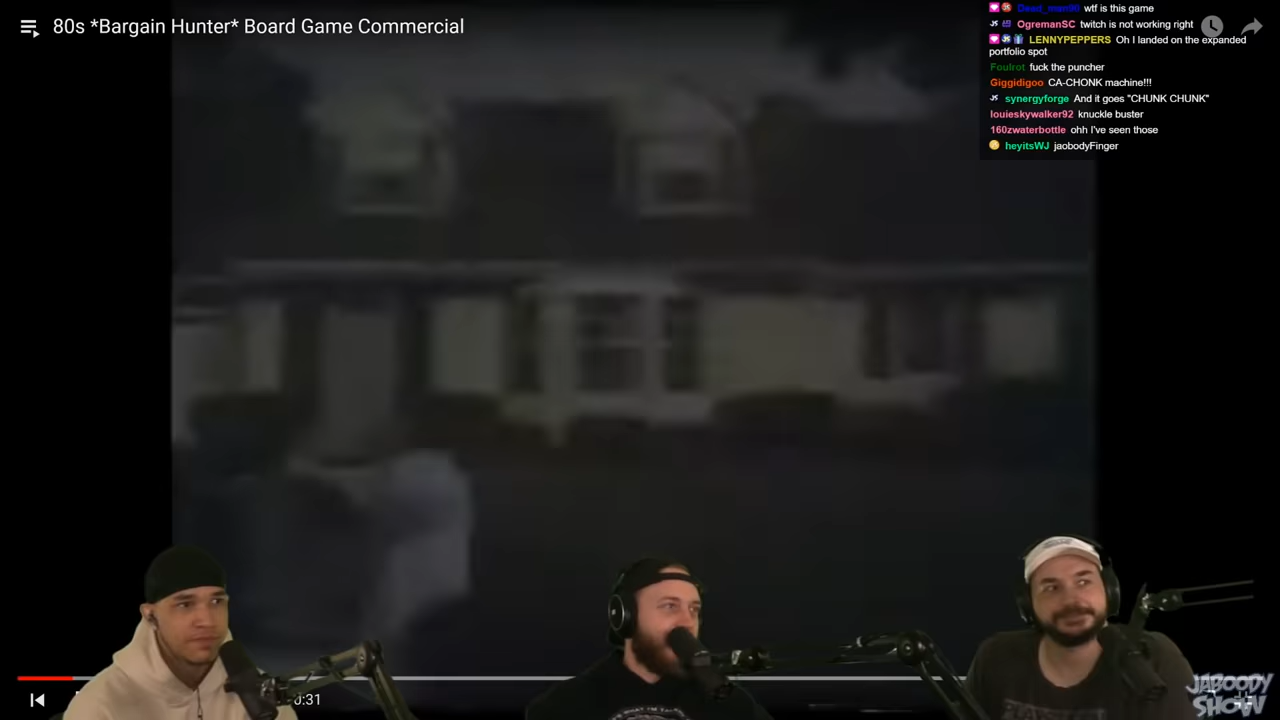 80s *Bargain Hunter* Board Game Commercial
Dead_man90 wtf is this game
OgremanSC twitch is not working right
LENNYPEPPERS Oh I landed on the expanded
portfolio spot
Foulrot fuck the puncher
Giggidigoo CA-CHONK machine!!!
synergyforge And it goes "CHUNK CHUNK"
louieskywalker92 knuckle buster
160zwaterbottle ohh I've seen those
heyitsWJ jaobodyFinger
0:31
JABOODY
SHOW